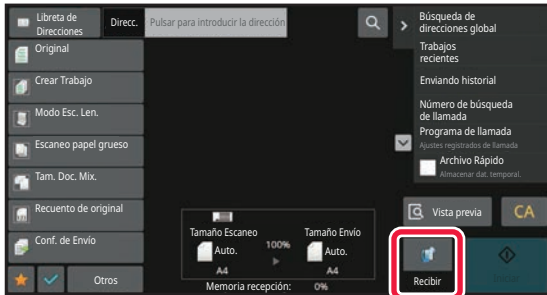 Libreta de
Direcciones
Direcc.
Pulsar para introducir la dirección
Original
Crear Trabajo
Modo Esc. Len.
Escaneo papel grueso
Tam. Doc. Mix.
Recuento de original
Conf. de Envío
Otros
Tamaño Escaneo
Auto.
A4
100%
Tamaño Envío
Auto.
A4
Memoria recepción: 0%
Búsqueda de
direcciones global
Trabajos
recientes
Enviando historial
Número de búsqueda
de llamada
Programa de llamada
Ajustes registrados de llamada
Archivo Rápido
Almacenar dat. temporal.
Vista previa
CA
Recibir